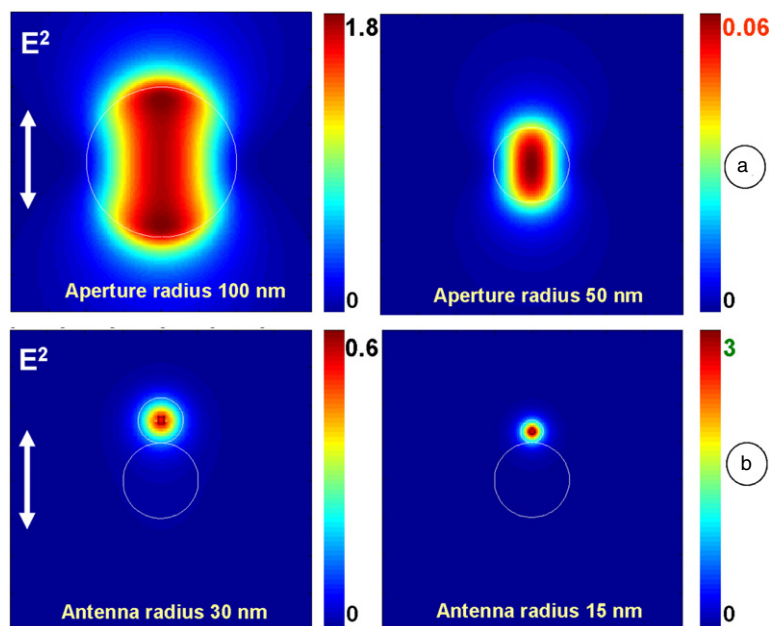 E² 1.8 0.06
a
Aperture radius 100 nm 0 Aperture radius 50 nm 0
E² 0.6 3
b
Antenna radius 30 nm 0 Antenna radius 15 nm 0